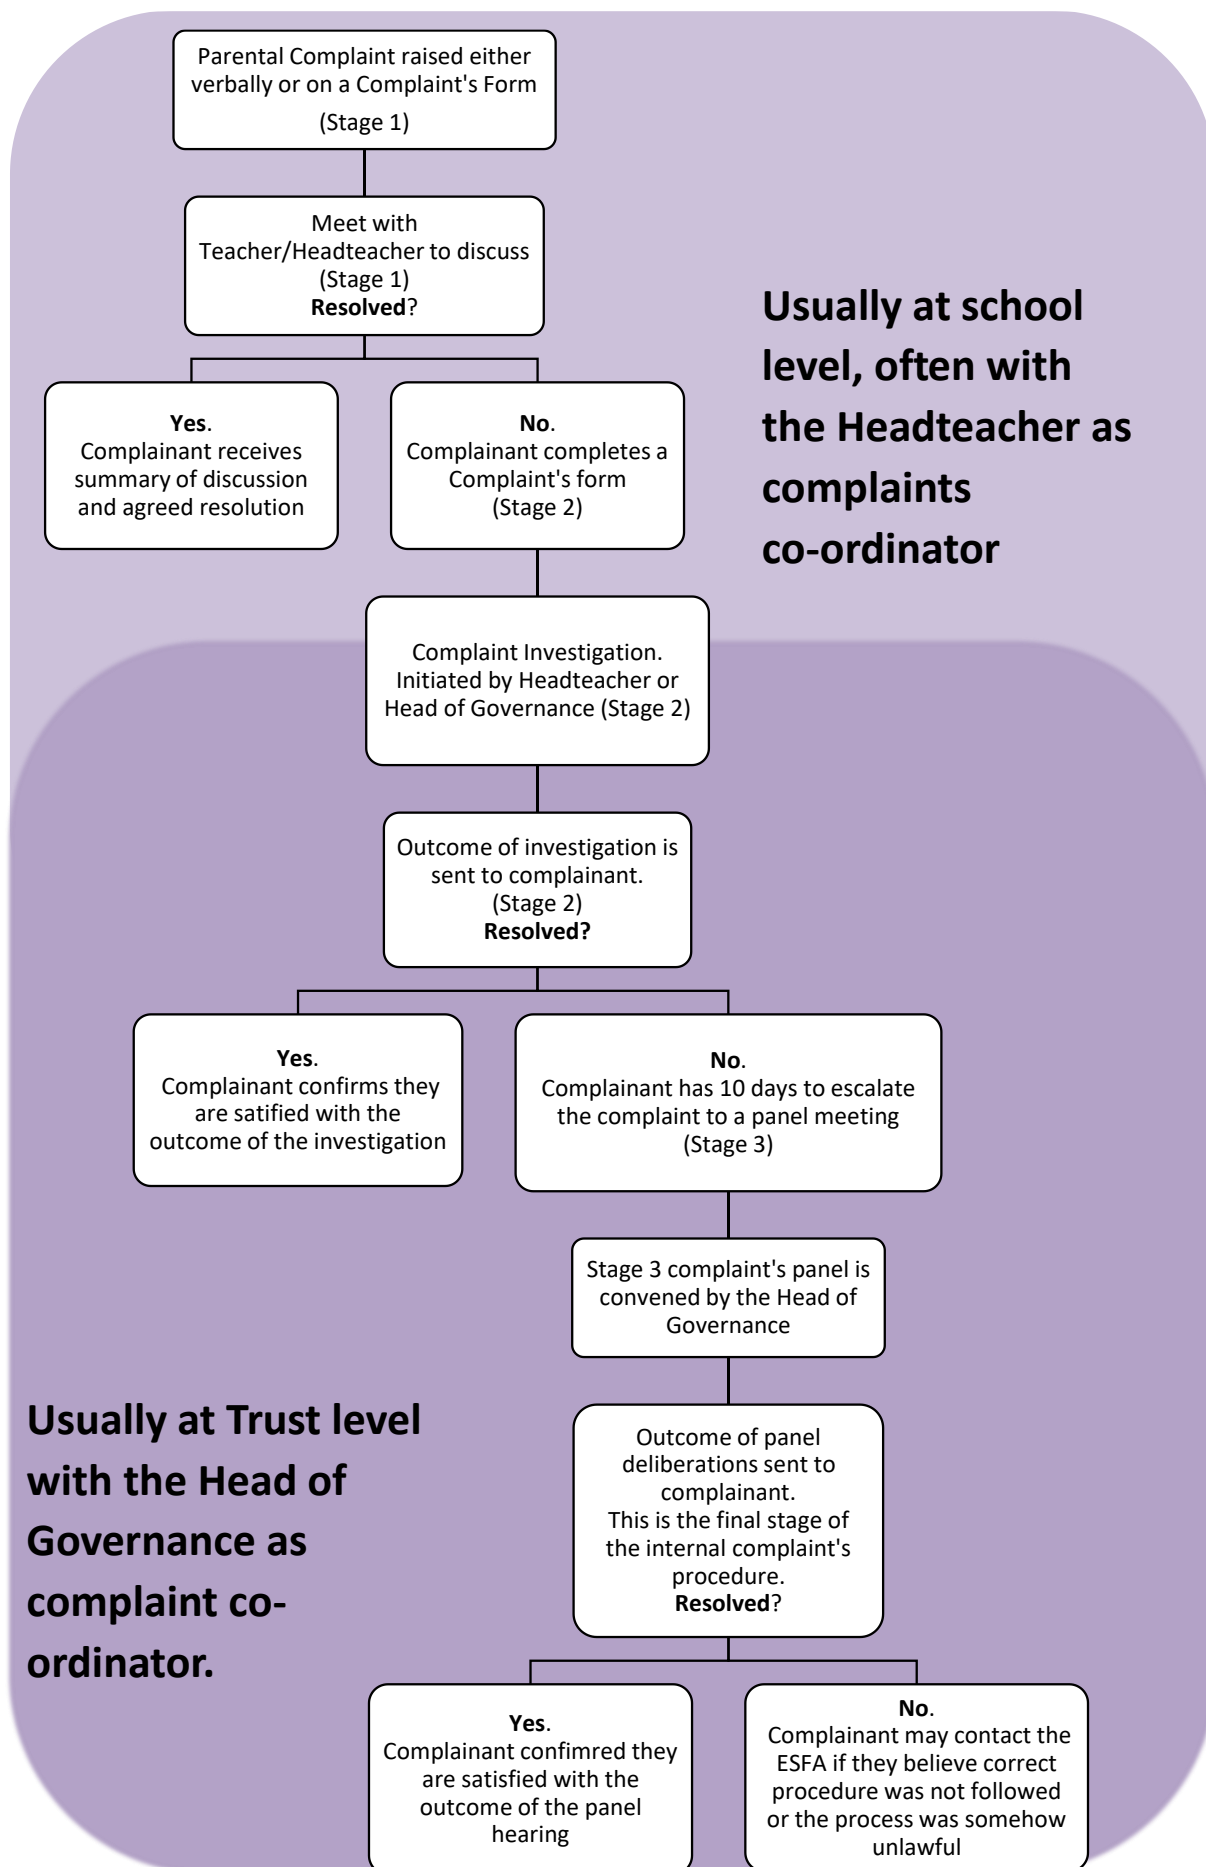 Parental Complaint raised either
verbally or on a Complaint's Form
(Stage 1)
Meet with
Teacher/Headteacher to discuss
(Stage 1)
Resolved?
Yes.
Complainant receives
summary of discussion
and agreed resolution
No.
Complainant completes a
Complaint's form
(Stage 2)
Usually at school
level, often with
the Headteacher as
complaints
co-ordinator
Complaint Investigation.
Initiated by Headteacher or
Head of Governance (Stage 2)
Outcome of investigation is
sent to complainant.
(Stage 2)
Resolved?
Yes.
Complainant confirms they
are satified with the
outcome of the investigation
No.
Complainant has 10 days to escalate
the complaint to a panel meeting
(Stage 3)
Stage 3 complaint's panel is
convened by the Head of
Governance
Usually at Trust level
with the Head of
Governance as
complaint co-
ordinator.
Outcome of panel
deliberations sent to
complainant.
This is the final stage of
the internal complaint's
procedure.
Resolved?
Yes.
Complainant confimred they
are satisfied with the
outcome of the panel
hearing
No.
Complainant may contact the
ESFA if they believe correct
procedure was not followed
or the process was somehow
unlawful